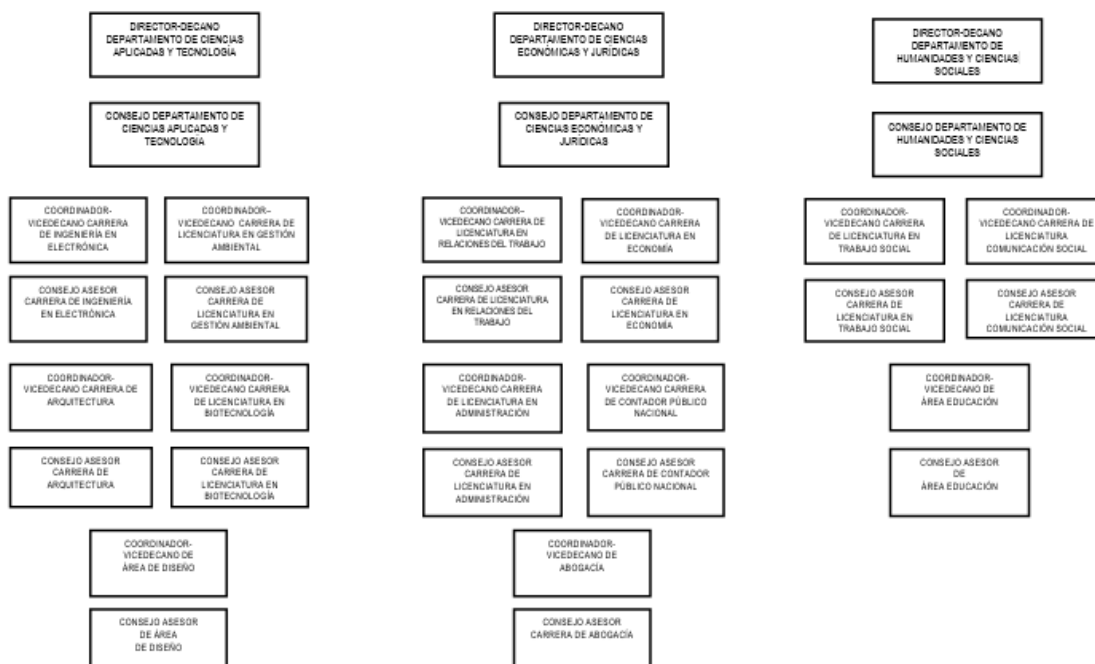 DIRECTOR-DECANO
DEPARTAMENTO DE CIENCIAS
APLICADAS Y TECNOLOGÍA
CONSEJO DEPARTAMENTO DE
CIENCIAS APLICADAS Y
TECNOLOGÍA
COORDINADOR-
VICEDECANO CARRERA
DE INGENIERÍA EN
ELECTRÓNICA
COORDINADOR–
VICEDECANO CARRERA DE
LICENCIATURA EN GESTIÓN
AMBIENTAL
CONSEJO ASESOR
CARRERA DE INGENIERÍA
EN ELECTRÓNICA
CONSEJO ASESOR
CARRERA DE
LICENCIATURA EN
GESTIÓN AMBIENTAL
COORDINADOR-
VICEDECANO CARRERA DE
ARQUITECTURA
COORDINADOR-
VICEDECANO CARRERA
DE LICENCIATURA EN
BIOTECNOLOGÍA
CONSEJO ASESOR
CARRERA DE
ARQUITECTURA
CONSEJO ASESOR
CARRERA DE
LICENCIATURA EN
BIOTECNOLOGÍA
COORDINADOR-
VICEDECANO DE
ÁREA DE DISEÑO
CONSEJO ASESOR
DE ÁREA
DE DISEÑO
DIRECTOR-DECANO
DEPARTAMENTO DE CIENCIAS
ECONÓMICAS Y JURÍDICAS
CONSEJO DEPARTAMENTO DE
CIENCIAS ECONÓMICAS Y
JURÍDICAS
COORDINADOR–
VICEDECANO CARRERA DE
LICENCIATURA EN
RELACIONES DEL TRABAJO
COORDINADOR-
VICEDECANO CARRERA
DE LICENCIATURA EN
ECONOMÍA
CONSEJO ASESOR
CARRERA DE LICENCIATURA
EN RELACIONES DEL
TRABAJO
CONSEJO ASESOR
CARRERA DE
LICENCIATURA EN
ECONOMÍA
COORDINADOR-
VICEDECANO CARRERA
DE LICENCIATURA EN
ADMINISTRACIÓN
COORDINADOR-
VICEDECANO CARRERA
DE CONTADOR PÚBLICO
NACIONAL
CONSEJO ASESOR
CARRERA DE
LICENCIATURA EN
ADMINISTRACIÓN
CONSEJO ASESOR
CARRERA DE CONTADOR
PÚBLICO NACIONAL
COORDINADOR-
VICEDECANO DE
ABOGACÍA
CONSEJO ASESOR
CARRERA DE ABOGACÍA
DIRECTOR-DECANO
DEPARTAMENTO DE
HUMANIDADES Y CIENCIAS
SOCIALES
CONSEJO DEPARTAMENTO DE
HUMANIDADES Y CIENCIAS
SOCIALES
COORDINADOR-
VICEDECANO CARRERA
DE LICENCIATURA EN
TRABAJO SOCIAL
COORDINADOR-
VICEDECANO CARRERA DE
LICENCIATURA
COMUNICACIÓN SOCIAL
CONSEJO ASESOR
CARRERA DE
LICENCIATURA EN
TRABAJO SOCIAL
CONSEJO ASESOR
CARRERA DE
LICENCIATURA
COMUNICACIÓN SOCIAL
COORDINADOR-
VICEDECANO DE
ÁREA EDUCACIÓN
CONSEJO ASESOR
DE
ÁREA EDUCACIÓN